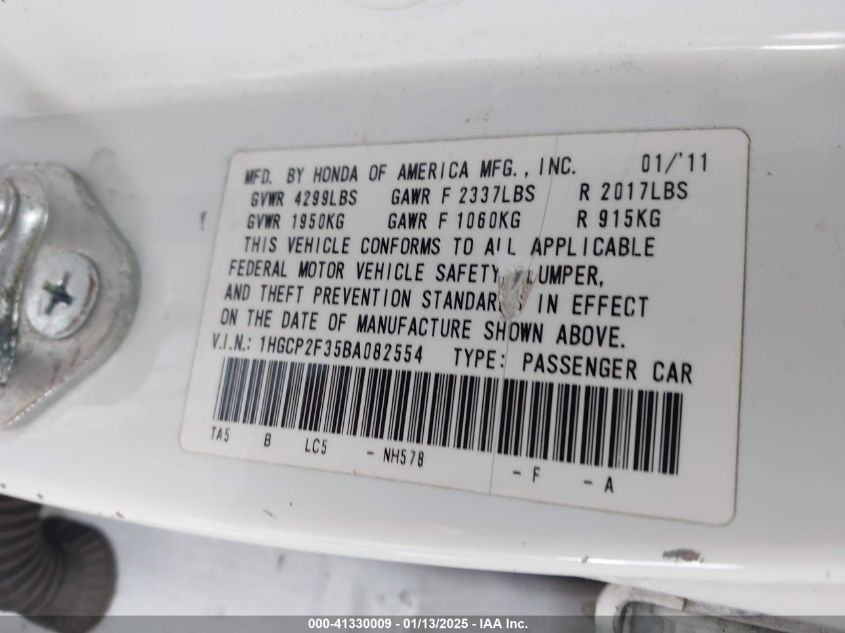 MFD. BY HONDA OF AMERICA MFG., INC. 01/'11
GVWR 4299LBS GAWR F 2337LBS R 2017LBS
GVWR 1950KG GAWR F 1060KG R 915KG
THIS VEHICLE CONFORMS TO ALL APPLICABLE
FEDERAL MOTOR VEHICLE SAFETY, UMPER,
AND THEFT PREVENTION STANDARDS IN EFFECT
ON THE DATE OF MANUFACTURE SHOWN ABOVE.
V.I.N.: 1HGCP2F35BA082554 TYPE: PASSENGER CAR
TA5 B LC5 - NH578 - F - A
000-41330009 - 01/13/2025 - IAA Inc.